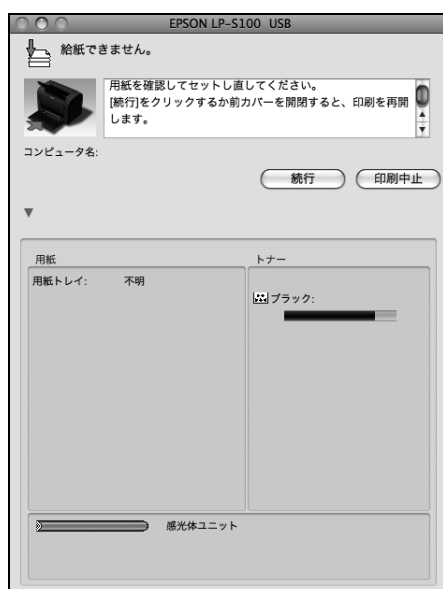 EPSON LP-S100 USB
給紙できません。
用紙を確認してセットし直してください。
[続行]をクリックするか前カバーを開閉すると、印刷を再開
します。
コンピュータ名:
続行 印刷中止
用紙 トナー
用紙トレイ: 不明
ブラック:
感光体ユニット